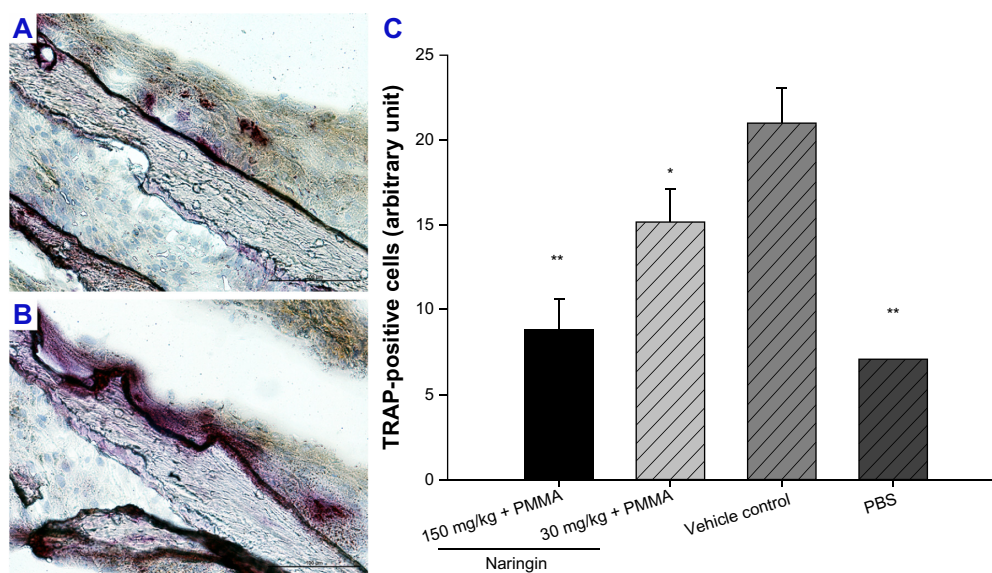 A
B
C
TRAP-positive cells (arbitrary unit)
25
20
15
10
5
0
**
*
**
150 mg/kg + PMMA
30 mg/kg + PMMA
Vehicle control
PBS
Naringin